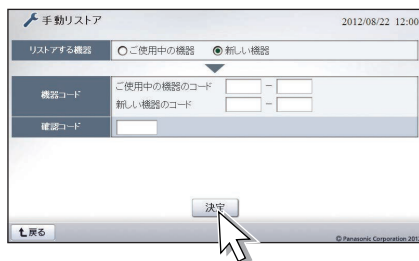 手動リストア 2012/08/22 12:00
リストアする機器 ご使用中の機器 新しい機器
機器コード
ご使用中の機器のコード −
新しい機器のコード −
確認コード
決定
戻る © Panasonic Corporation 201